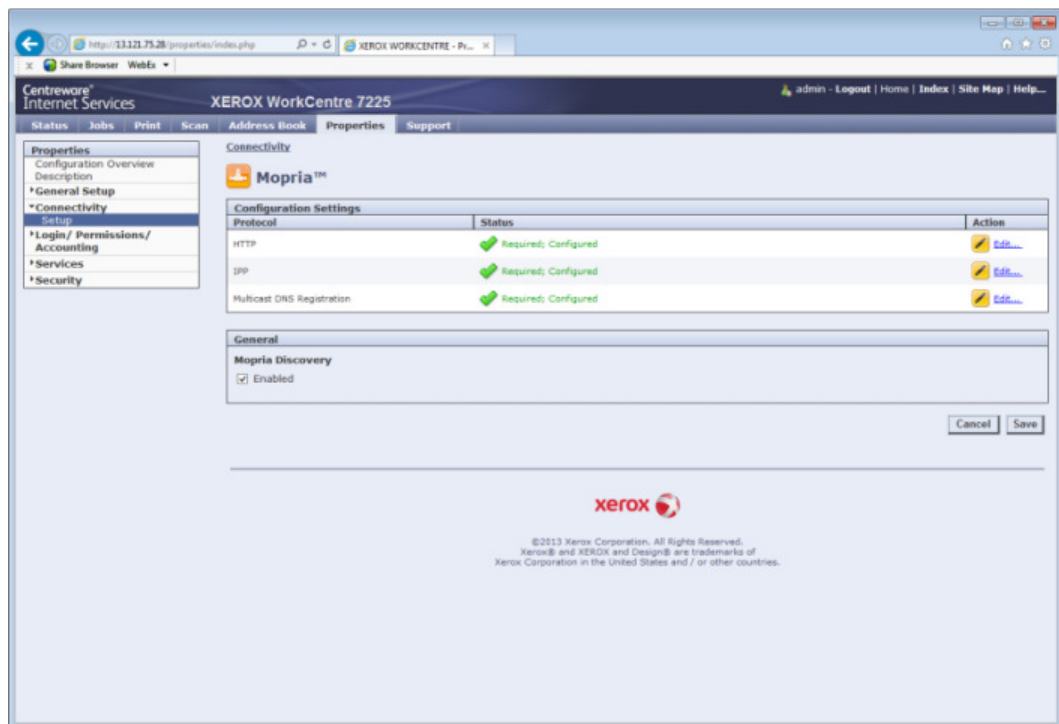 http://13.121.75.28/properties/index.php
XEROX WORKCENTRE - Pr...
x Share Browser WebEx
Centreware®
Internet Services
XEROX WorkCentre 7225
admin - Logout | Home | Index | Site Map | Help...
Status Jobs Print Scan Address Book Properties Support
Properties
Configuration Overview
Description
General Setup
Connectivity
Setup
Login/ Permissions/
Accounting
Services
Security
Connectivity
Mopria™
Configuration Settings
Protocol Status Action
HTTP Required; Configured Edit...
IPP Required; Configured Edit...
Multicast DNS Registration Required; Configured Edit...
General
Mopria Discovery
Enabled
Cancel Save
xerox
©2013 Xerox Corporation. All Rights Reserved.
Xerox® and XEROX and Design® are trademarks of
Xerox Corporation in the United States and / or other countries.